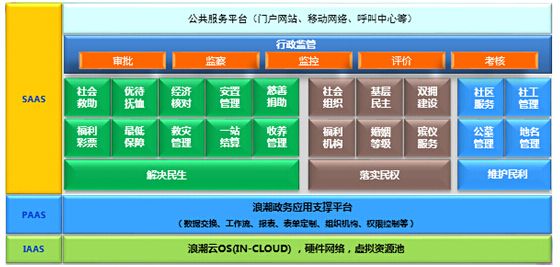 公共服务平台（门户网站、移动网络、呼叫中心等）
行政监管
审批 监察 监控 评价 考核
SAAS
社会救助 优待抚恤 经济核对 安置管理 慈善捐助
社会组织 基层民主 双拥建设
社区服务 社工管理
福利彩票 最低保障 救灾管理 一站结算 收养管理
福利机构 婚姻等级 殡仪服务
公墓管理 地名管理
解决民生 落实民权 维护民利
PAAS
浪潮政务应用支撑平台
（数据交换、工作流、报表、表单定制、组织机构、权限控制等）
IAAS
浪潮云OS(IN-CLOUD) ，硬件网络，虚拟资源池